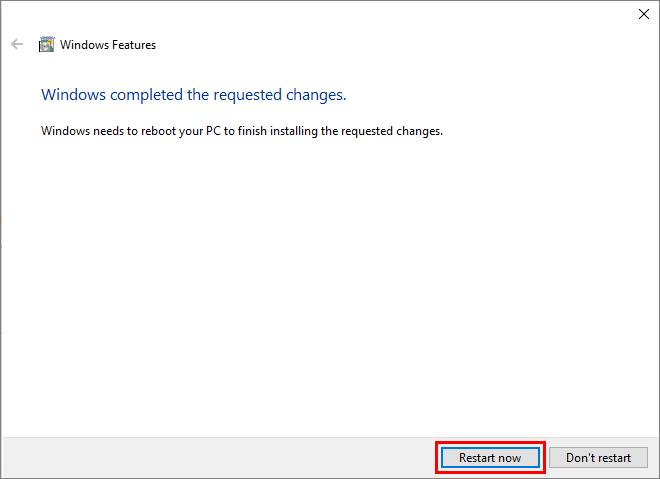 Windows Features
Windows completed the requested changes.
Windows needs to reboot your PC to finish installing the requested changes.
Restart now
Don't restart